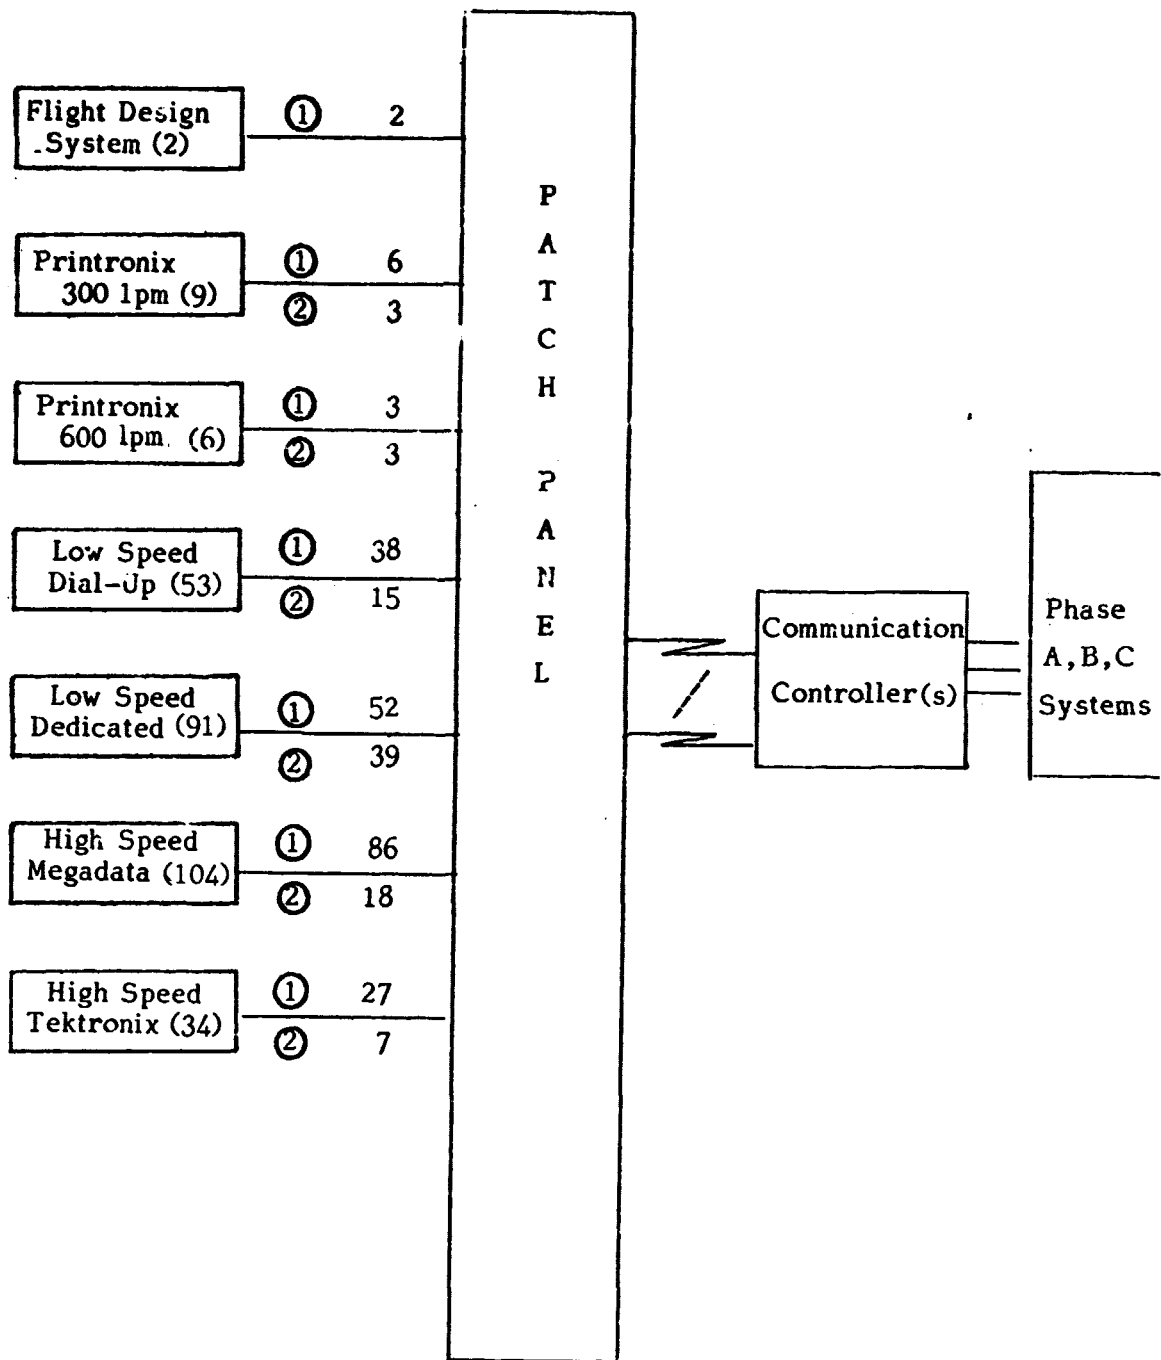 Flight Design
System (2)
① 2
Printronix
300 lpm (9)
① 6
② 3
Printronix
600 lpm. (6)
① 3
② 3
Low Speed
Dial-Up (53)
① 38
② 15
Low Speed
Dedicated (91)
① 52
② 39
High Speed
Megadata (104)
① 86
② 18
High Speed
Tektronix (34)
① 27
② 7
PATCH PANEL
Communication
Controller(s)
Phase
A, B, C
Systems